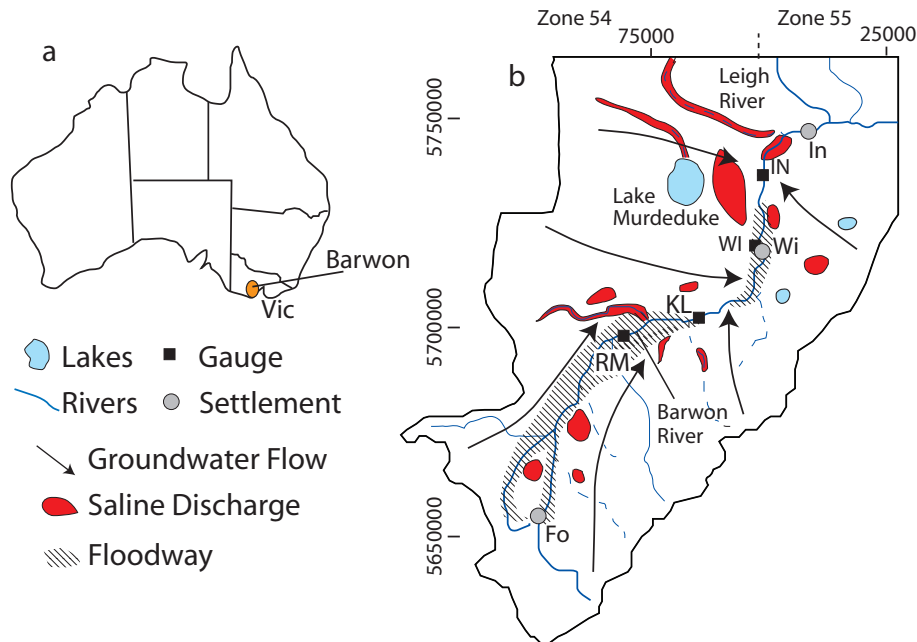 a
Barwon
Vic
Lakes
Gauge
Rivers
Settlement
Groundwater Flow
Saline Discharge
Floodway
Zone 54
Zone 55
75000
25000
b
Leigh
River
5750000
In
IN
Lake
Murdeduke
WI
Wi
KL
5700000
RM
Barwon
River
5650000
Fo